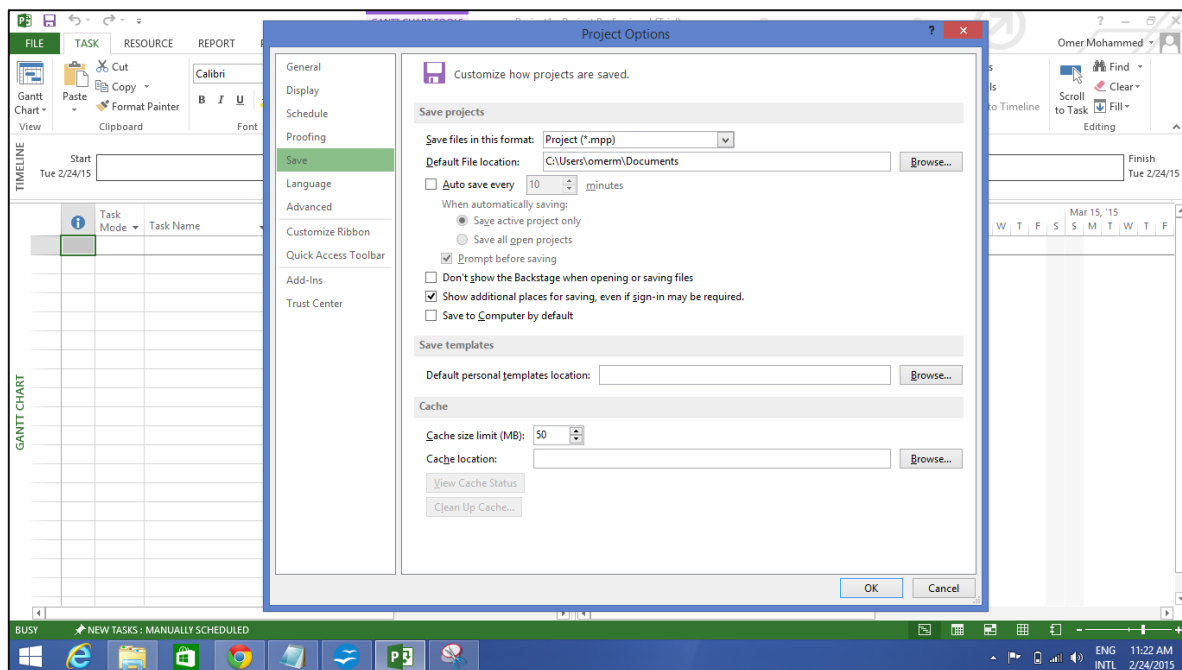 Project Options
?
FILE
TASK
RESOURCE
REPORT
Omer Mohammed
Gantt Chart
View
Paste
Cut
Copy
Format Painter
Clipboard
Calibri
B I U
Font
to Timeline
Scroll to Task
Find
Clear
Fill
Editing
TIMELINE
Start
Tue 2/24/15
Finish
Tue 2/24/15
Task Mode
Task Name
Mar 15, '15
W T F S S M T W T F
GANTT CHART
General
Display
Schedule
Proofing
Save
Language
Advanced
Customize Ribbon
Quick Access Toolbar
Add-Ins
Trust Center
Customize how projects are saved.
Save projects
Save files in this format: Project (*.mpp)
Default File location: C:\Users\omerm\Documents Browse...
Auto save every 10 minutes
When automatically saving:
Save active project only
Save all open projects
Prompt before saving
Don't show the Backstage when opening or saving files
Show additional places for saving, even if sign-in may be required.
Save to Computer by default
Save templates
Default personal templates location: Browse...
Cache
Cache size limit (MB): 50
Cache location: Browse...
View Cache Status
Clean Up Cache...
OK Cancel
BUSY NEW TASKS : MANUALLY SCHEDULED
ENG 11:22 AM
INTL 2/24/2015